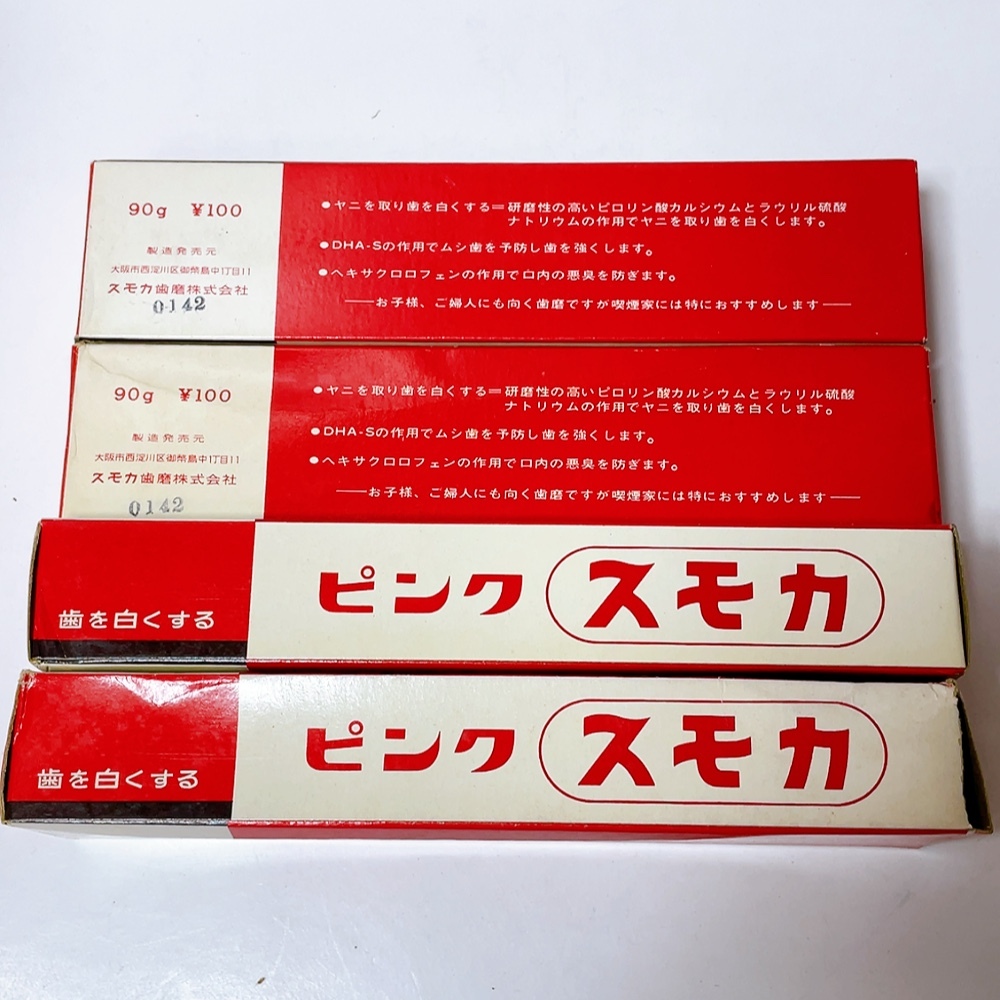 90g ¥100
製造発売元
大阪市西淀川区御幣島中1丁目11
スモカ歯磨株式会社
0142
●ヤニを取り歯を白くする＝研磨性の高いピロリン酸カルシウムとラウリル硫酸
ナトリウムの作用でヤニを取り歯を白くします。
●DHA-Sの作用でムシ歯を予防し歯を強くします。
●ヘキサクロロフェンの作用で口内の悪臭を防ぎます。
——お子様、ご婦人にも向く歯磨ですが喫煙家には特におすすめします——
90g ¥100
製造発売元
大阪市西淀川区御幣島中1丁目11
スモカ歯磨株式会社
0142
●ヤニを取り歯を白くする＝研磨性の高いピロリン酸カルシウムとラウリル硫酸
ナトリウムの作用でヤニを取り歯を白くします。
●DHA-Sの作用でムシ歯を予防し歯を強くします。
●ヘキサクロロフェンの作用で口内の悪臭を防ぎます。
——お子様、ご婦人にも向く歯磨ですが喫煙家には特におすすめします——
歯を白くする
ピンク スモカ
歯を白くする
ピンク スモカ